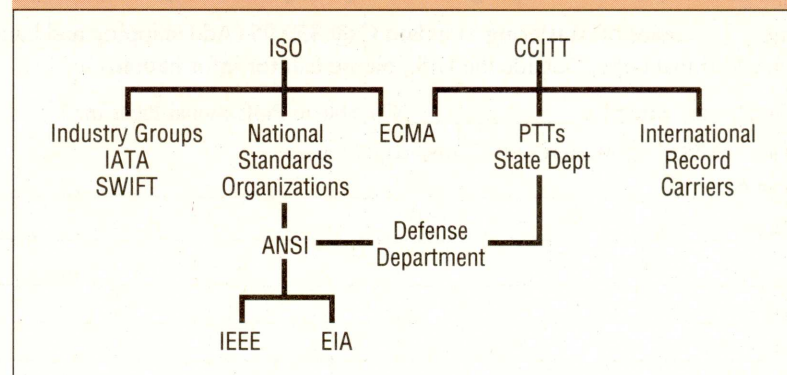 ISO
CCITT
Industry Groups
IATA
SWIFT
National
Standards
Organizations
ECMA
PTTs
State Dept
International
Record
Carriers
ANSI
Defense
Department
IEEE
EIA